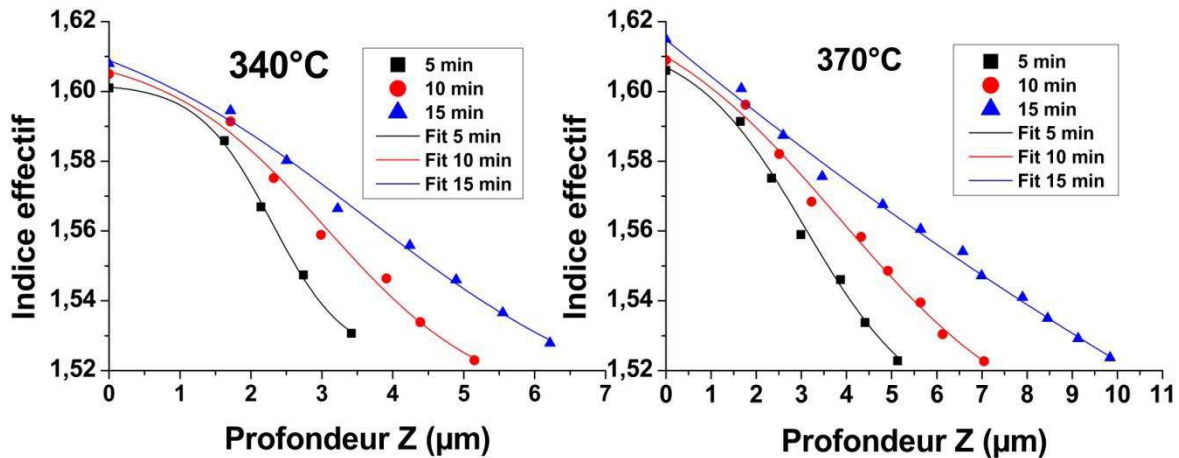 1,62
1,60
1,58
1,56
1,54
1,52
Indice effectif
340°C
5 min
10 min
15 min
Fit 5 min
Fit 10 min
Fit 15 min
0 1 2 3 4 5 6 7
Profondeur Z (µm)
1,62
1,60
1,58
1,56
1,54
1,52
Indice effectif
370°C
5 min
10 min
15 min
Fit 5 min
Fit 10 min
Fit 15 min
0 1 2 3 4 5 6 7 8 9 10 11
Profondeur Z (µm)